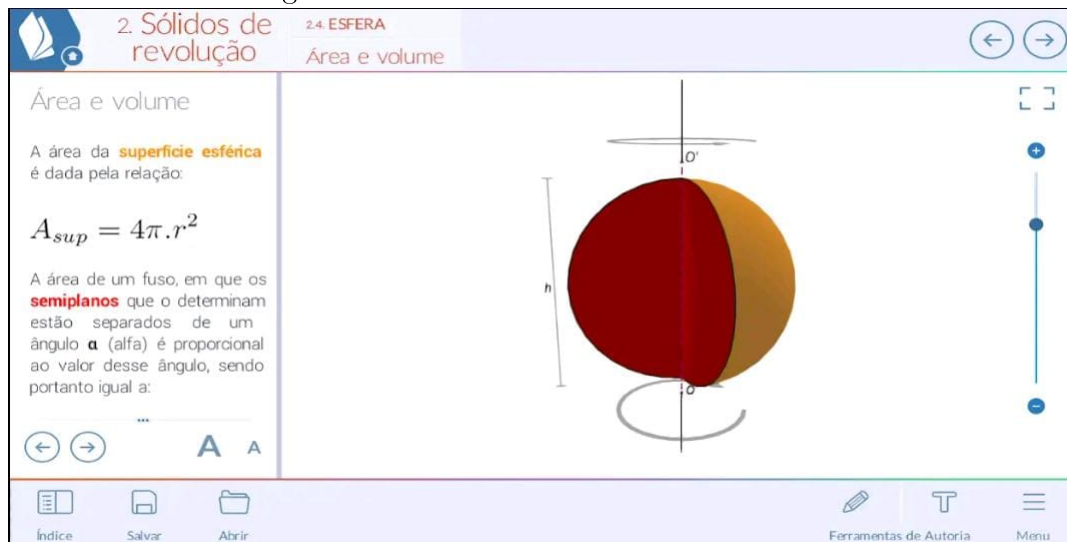 2. Sólidos de
revolução
2.4. ESFERA
Área e volume
Área e volume
A área da superfície esférica
é dada pela relação:
A_{sup} = 4π.r²
A área de um fuso, em que os
semiplanos que o determinam
estão separados de um
ângulo α (alfa) é proporcional
ao valor desse ângulo, sendo
portanto igual a:
A A
O'
h
O
Índice
Salvar
Abrir
Ferramentas de Autoria
Menu